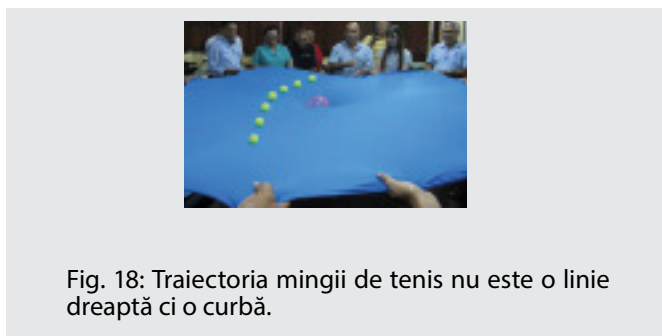 Fig. 18: Traiectoria mingii de tenis nu este o linie
dreaptă ci o curbă.